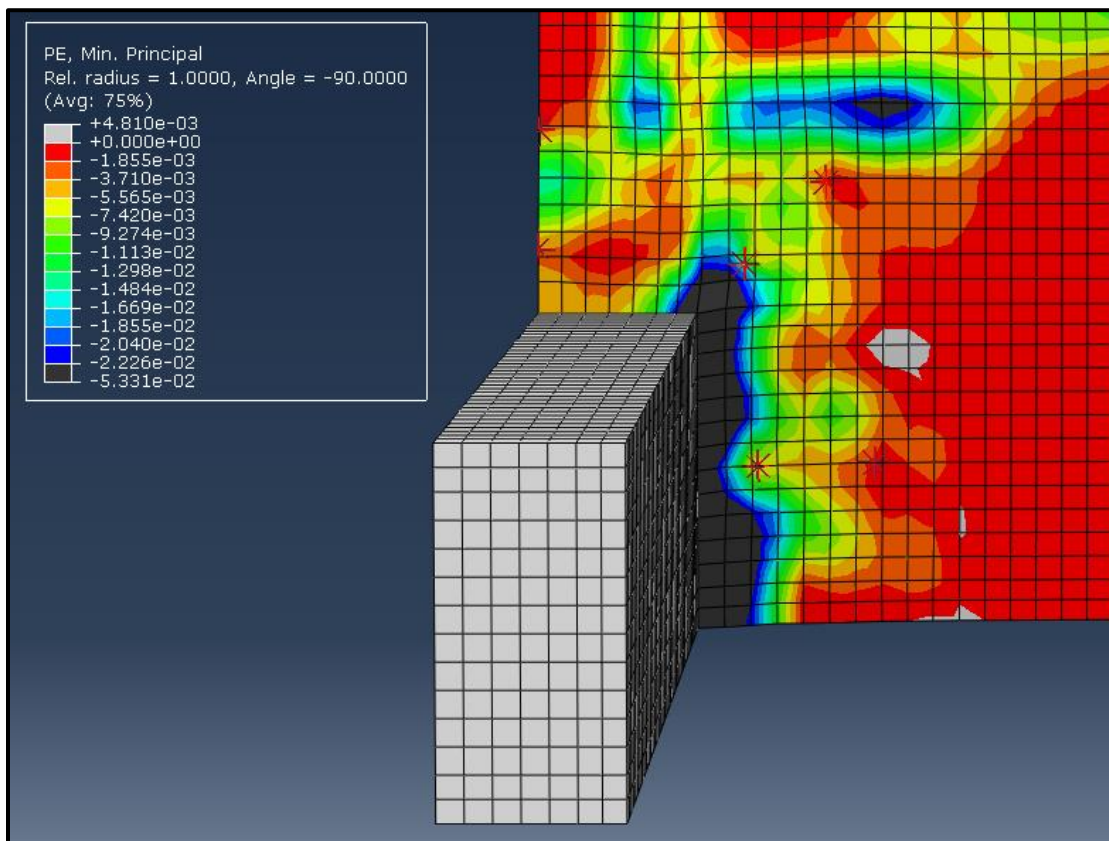 PE, Min. Principal
Rel. radius = 1.0000, Angle = -90.0000
(Avg: 75%)
+4.810e-03
+0.000e+00
-1.855e-03
-3.710e-03
-5.565e-03
-7.420e-03
-9.274e-03
-1.113e-02
-1.298e-02
-1.484e-02
-1.669e-02
-1.855e-02
-2.040e-02
-2.226e-02
-5.331e-02